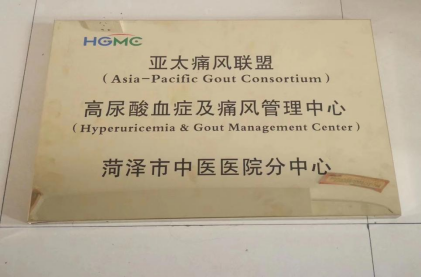 HGMC
亚太痛风联盟
(Asia-Pacific Gout Consortium)
高尿酸血症及痛风管理中心
(Hyperuricemia & Gout Management Center)
菏泽市中医医院分中心